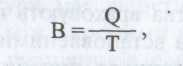 B = Q/T ,